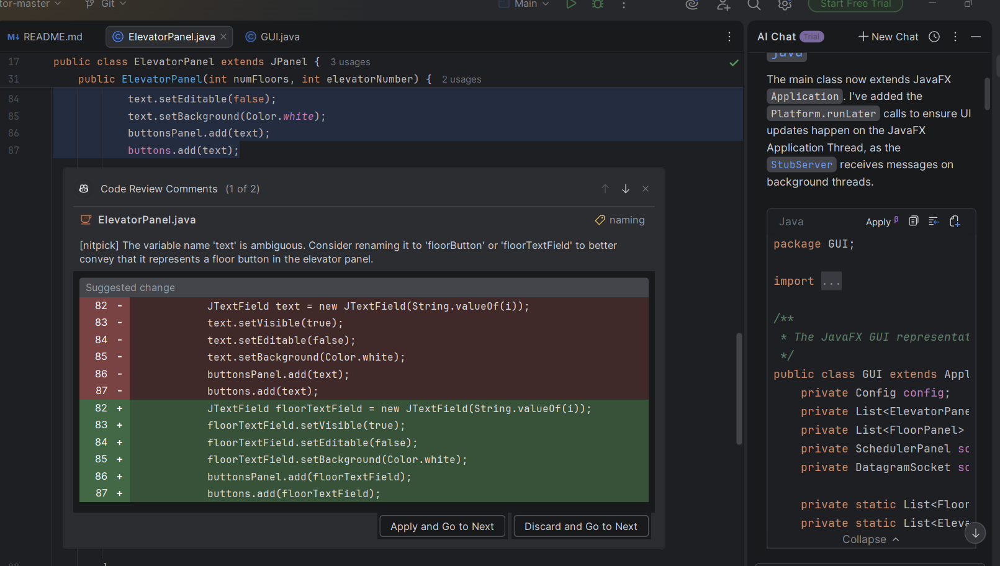 tor-master
Git
Main
Start Free Trial
M↓ README.md
ElevatorPanel.java
GUI.java
17 public class ElevatorPanel extends JPanel { 3 usages
31 public ElevatorPanel(int numFloors, int elevatorNumber) { 2 usages
84 text.setEditable(false);
85 text.setBackground(Color.white);
86 buttonsPanel.add(text);
87 buttons.add(text);
Code Review Comments (1 of 2)
ElevatorPanel.java
naming
[nitpick] The variable name 'text' is ambiguous. Consider renaming it to 'floorButton' or 'floorTextField' to better
convey that it represents a floor button in the elevator panel.
Suggested change
82 - JTextField text = new JTextField(String.valueOf(i));
83 - text.setVisible(true);
84 - text.setEditable(false);
85 - text.setBackground(Color.white);
86 - buttonsPanel.add(text);
87 - buttons.add(text);
82 + JTextField floorTextField = new JTextField(String.valueOf(i));
83 + floorTextField.setVisible(true);
84 + floorTextField.setEditable(false);
85 + floorTextField.setBackground(Color.white);
86 + buttonsPanel.add(floorTextField);
87 + buttons.add(floorTextField);
Apply and Go to Next
Discard and Go to Next
88 }
AI Chat Trial
New Chat
java
The main class now extends JavaFX
Application. I've added the
Platform.runLater calls to ensure UI
updates happen on the JavaFX
Application Thread, as the
StubServer receives messages on
background threads.
Java
Apply β
package GUI;
import ...
/**
* The JavaFX GUI representat
*/
public class GUI extends Appl
private Config config;
private List<ElevatorPane
private List<FloorPanel>
private SchedulerPanel sc
private DatagramSocket so
private static List<Floor
private static List<Eleva
Collapse